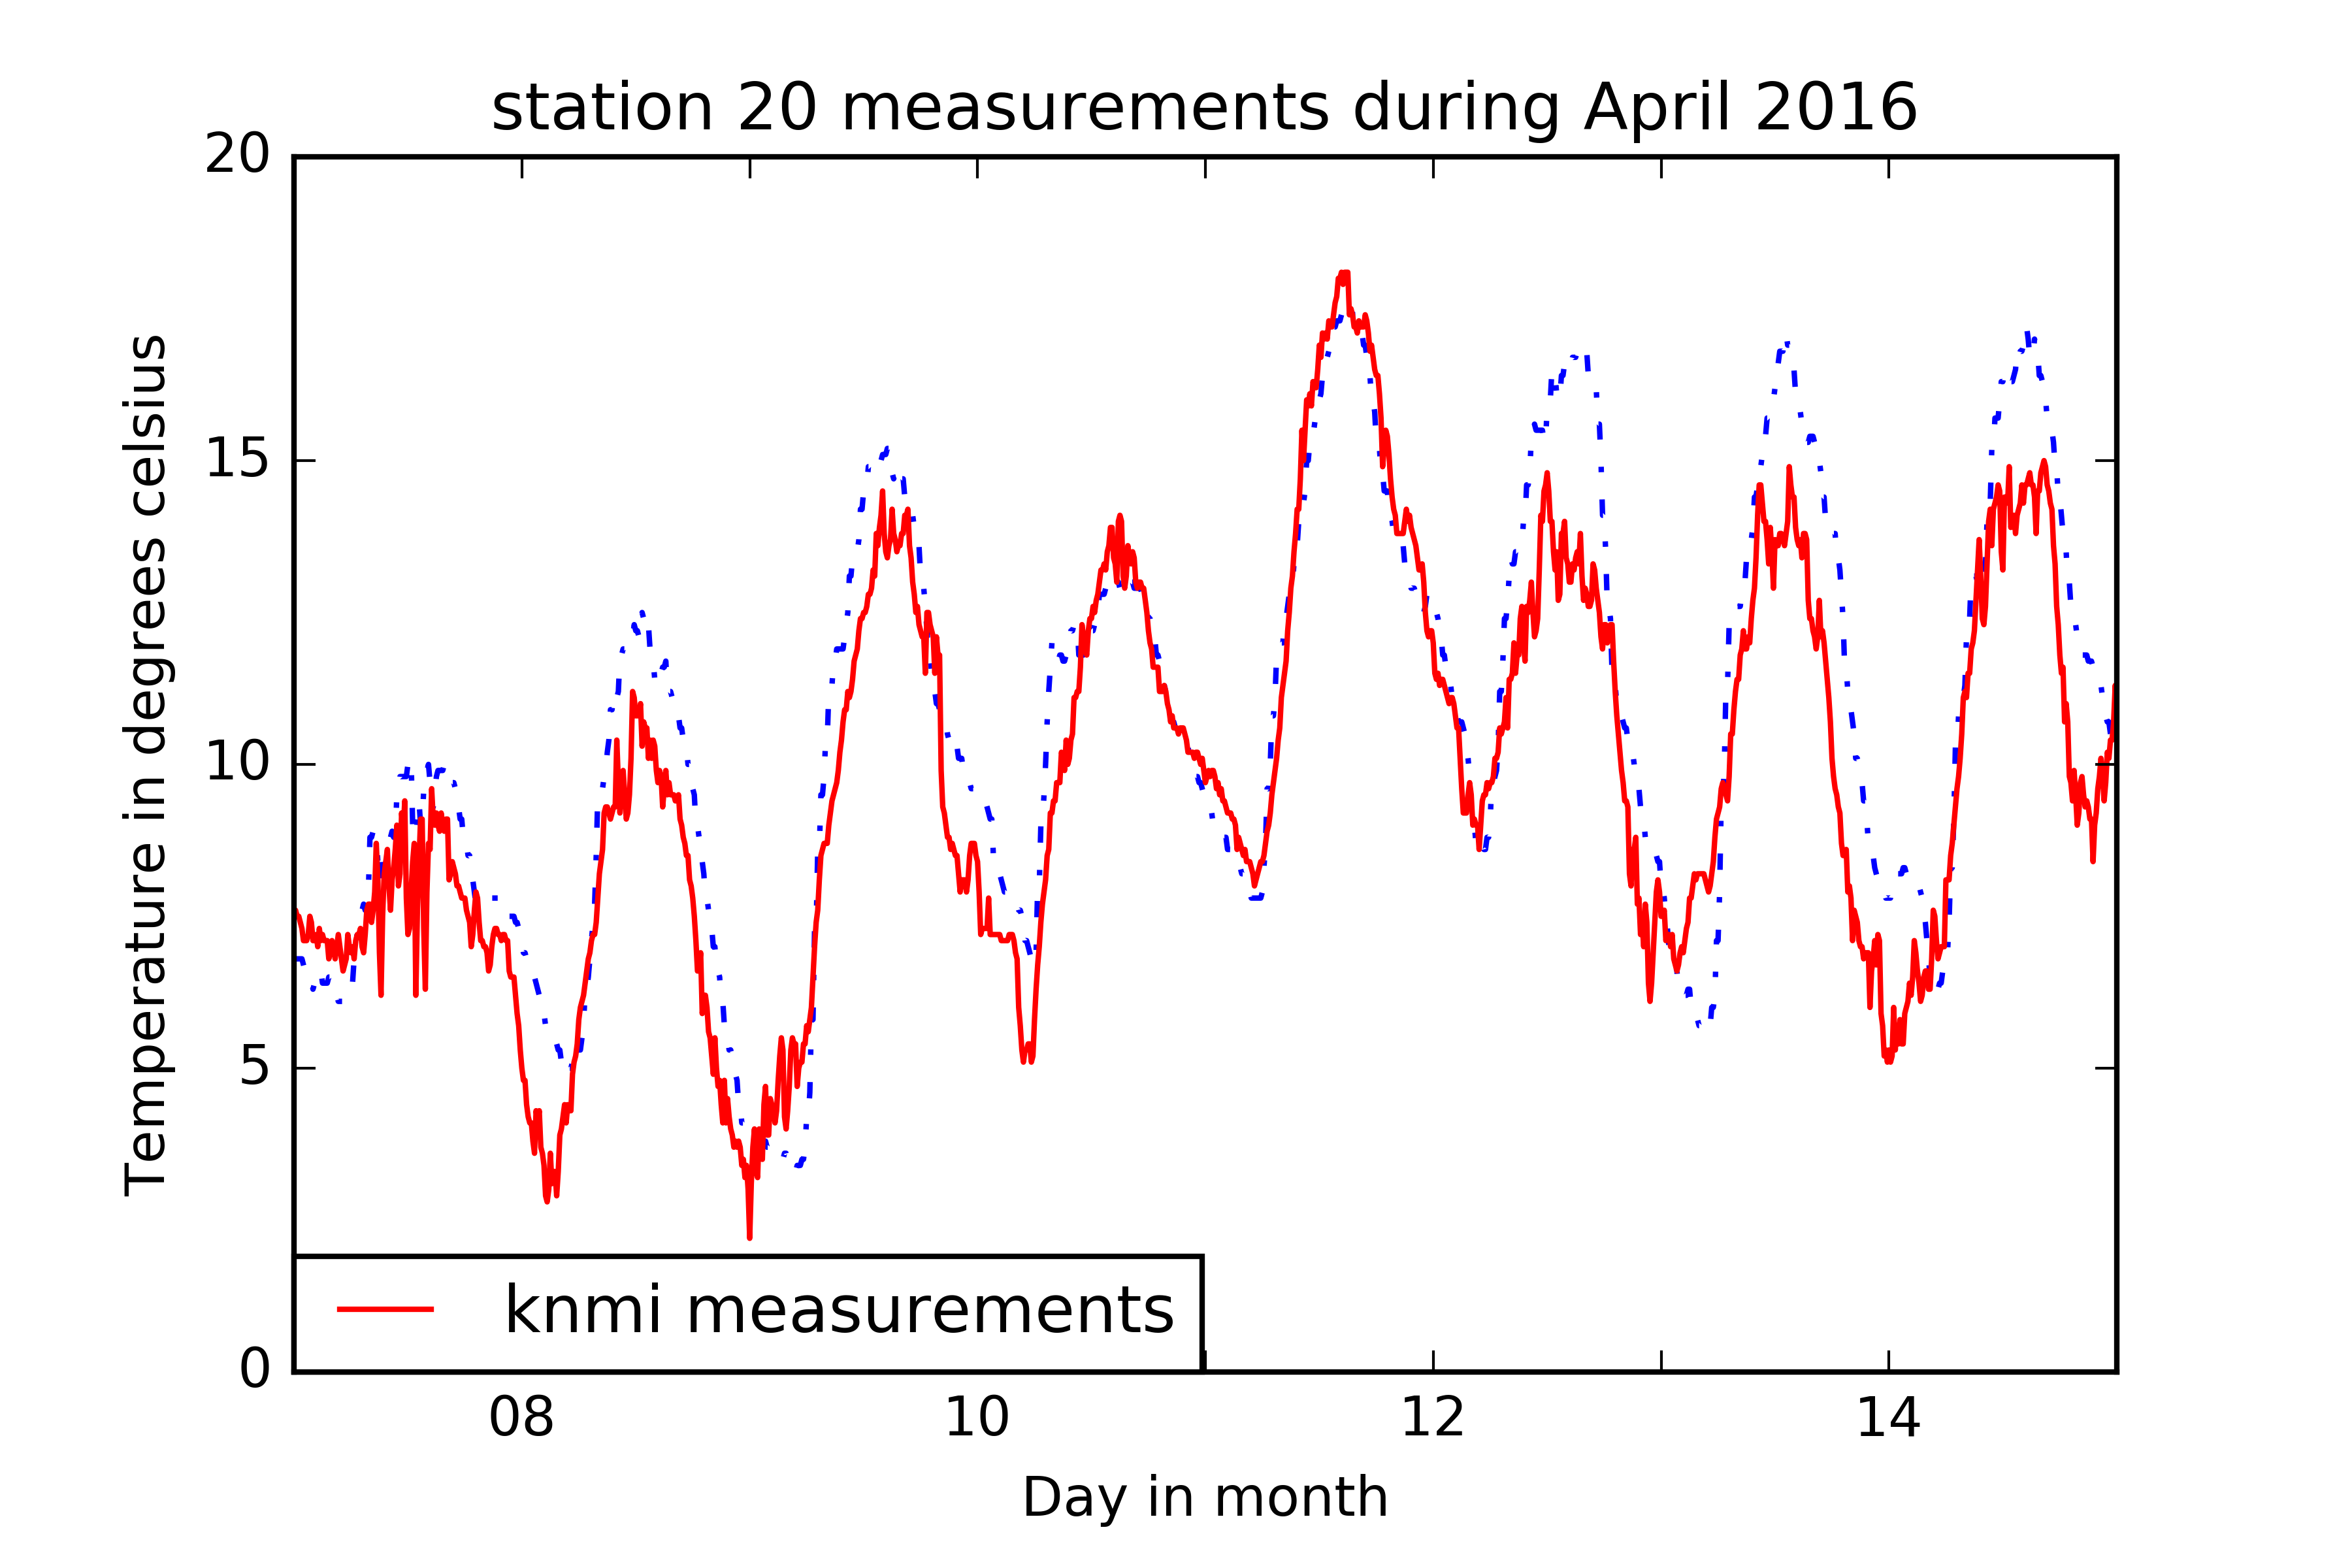 station 20 measurements during April 2016
20
15
10
5
0
Temperature in degrees celsius
knmi measurements
08 10 12 14
Day in month